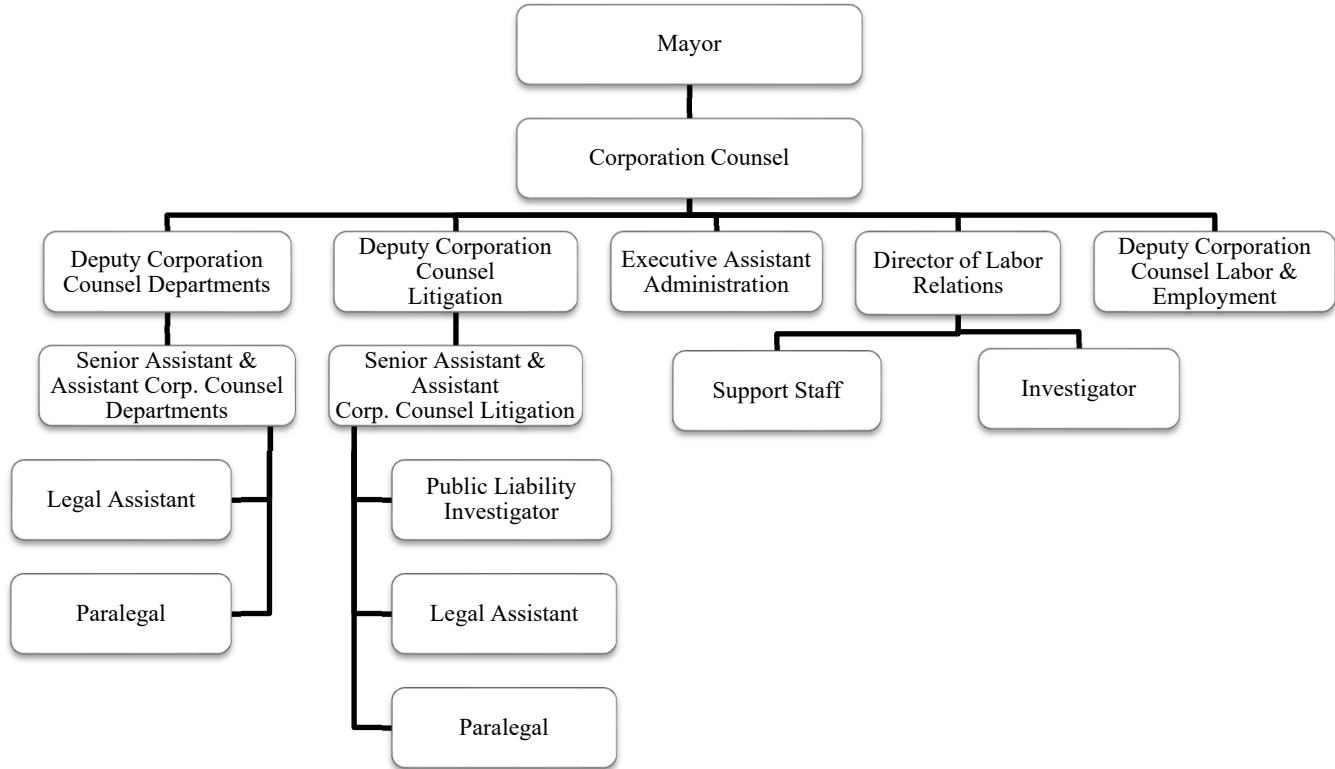 Mayor
Corporation Counsel
Deputy Corporation
Counsel Departments
Deputy Corporation
Counsel
Litigation
Executive Assistant
Administration
Director of Labor
Relations
Deputy Corporation
Counsel Labor &
Employment
Senior Assistant &
Assistant Corp. Counsel
Departments
Senior Assistant &
Assistant
Corp. Counsel Litigation
Support Staff
Investigator
Legal Assistant
Public Liability
Investigator
Paralegal
Legal Assistant
Paralegal